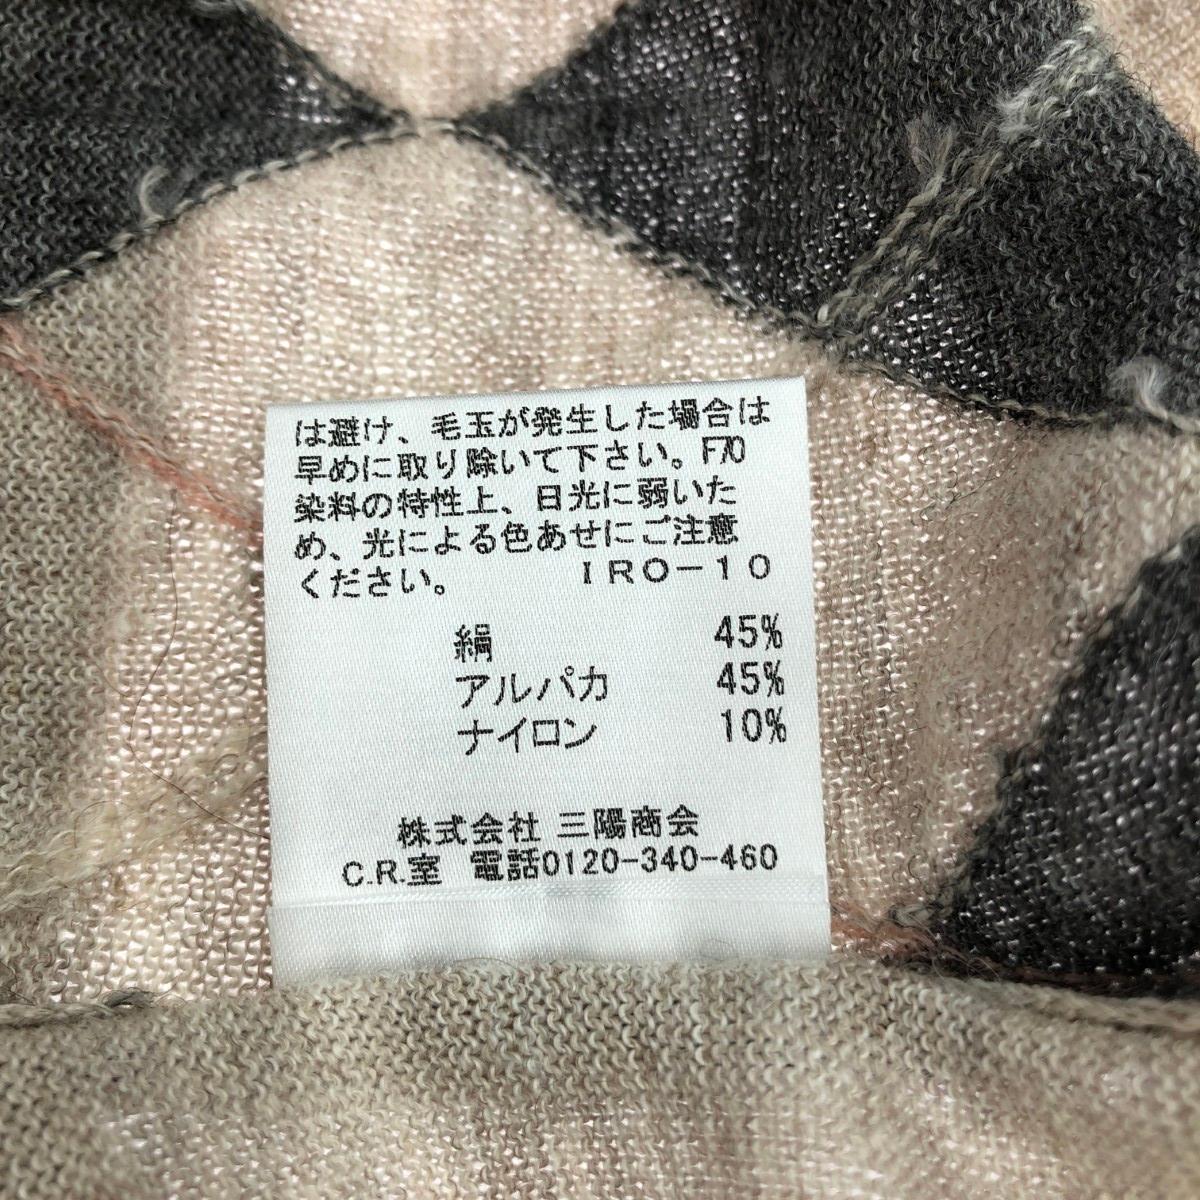 は避け、毛玉が発生した場合は
早めに取り除いて下さい。F70
染料の特性上、日光に弱いた
め、光による色あせにご注意
ください。 IRO-10
絹 45%
アルパカ 45%
ナイロン 10%
株式会社 三陽商会
C.R.室 電話0120-340-460